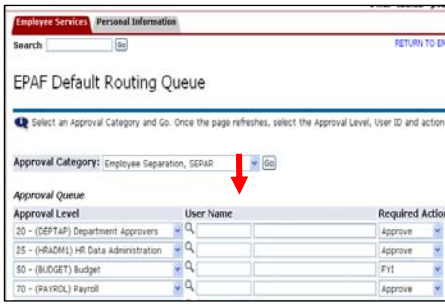 Employee Services Personal Information
Search Go RETURN TO EM
EPAF Default Routing Queue
Select an Approval Category and Go. Once the page refreshes, select the Approval Level, User ID and action
Approval Category: Employee Separation, SEPAR Go
Approval Queue
Approval Level User Name Required Action
20 - (DEPTAP) Department Approvers Approve
25 - (HRADM1) HR Data Administration Approve
50 - (BUDGET) Budget FYI
70 - (PAYROL) Payroll Approve